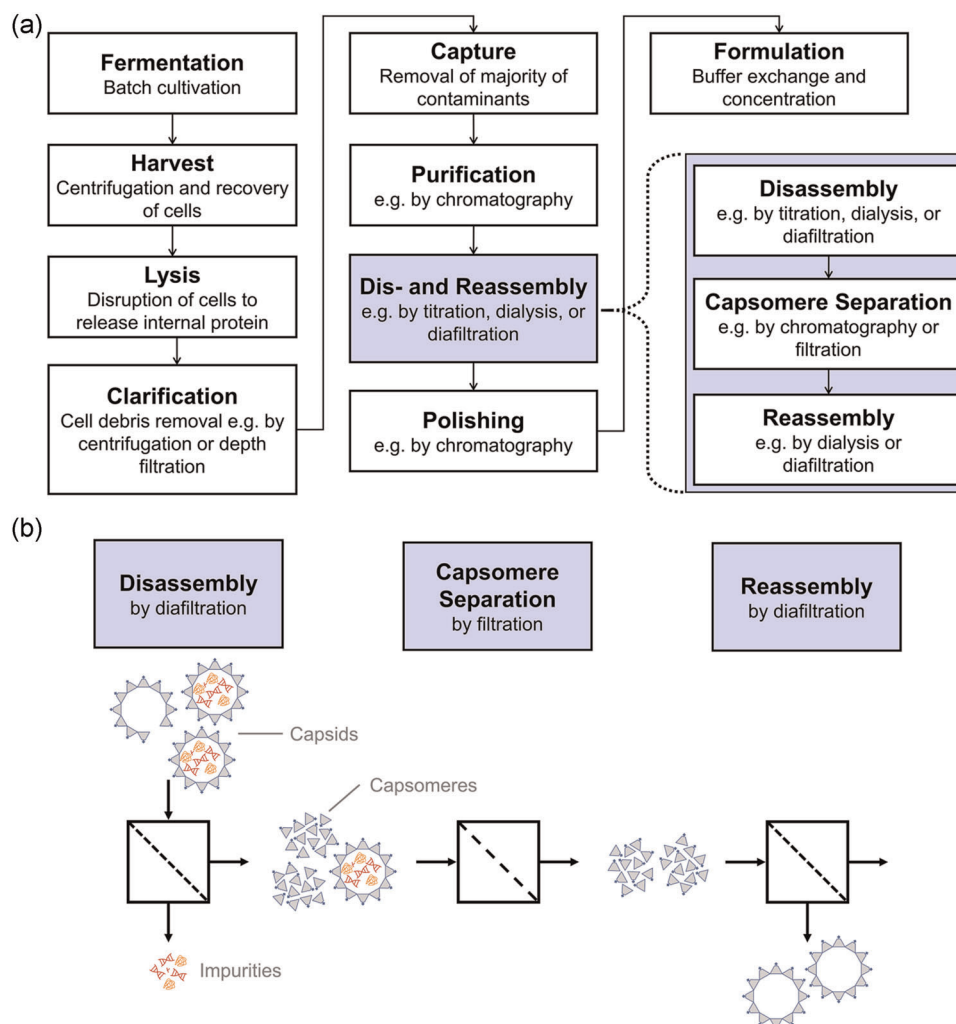 (a)
Fermentation
Batch cultivation
Harvest
Centrifugation and recovery
of cells
Lysis
Disruption of cells to
release internal protein
Clarification
Cell debris removal e.g. by
centrifugation or depth
filtration
Capture
Removal of majority of
contaminants
Purification
e.g. by chromatography
Dis- and Reassembly
e.g. by titration, dialysis, or
diafiltration
Polishing
e.g. by chromatography
Formulation
Buffer exchange and
concentration
Disassembly
e.g. by titration, dialysis, or
diafiltration
Capsomere Separation
e.g. by chromatography or
filtration
Reassembly
e.g. by dialysis or
diafiltration
(b)
Disassembly
by diafiltration
Capsomere
Separation
by filtration
Reassembly
by diafiltration
Capsids
Capsomeres
Impurities